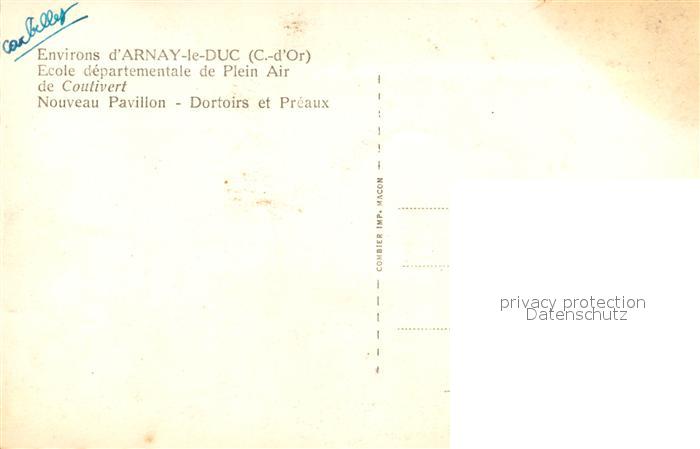 Environs d'ARNAY-le-DUC (C.-d'Or)
Ecole départementale de Plein Air
de Coutivert
Nouveau Pavillon - Dortoirs et Préaux
COMBIER IMP. MACON
privacy protection
Datenschutz